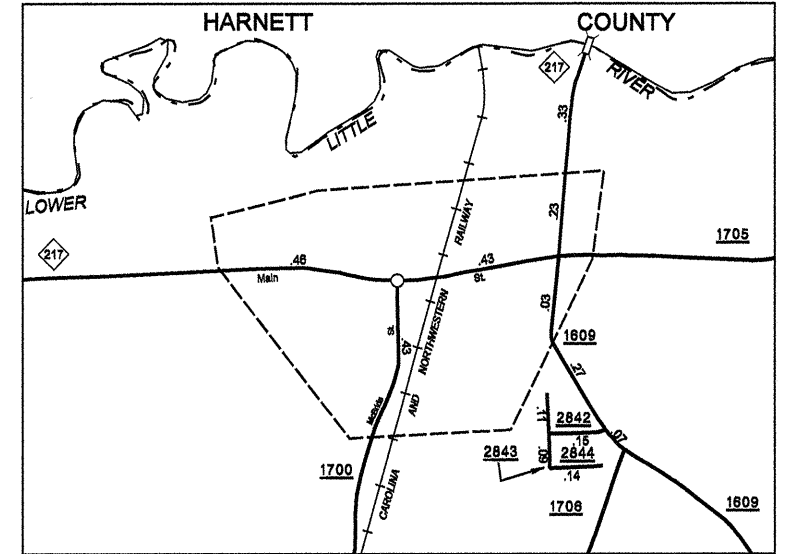 HARNETT COUNTY
217
RIVER
.33
LITTLE
LOWER
.23
RAILWAY
1705
217
.46
.43
Main
St.
.03
St.
.43
NORTHWESTERN
1609
.27
McBride
AND
.11
2842
.07
.15
2843
.09
2844
.14
1700
CAROLINA
1706
1609